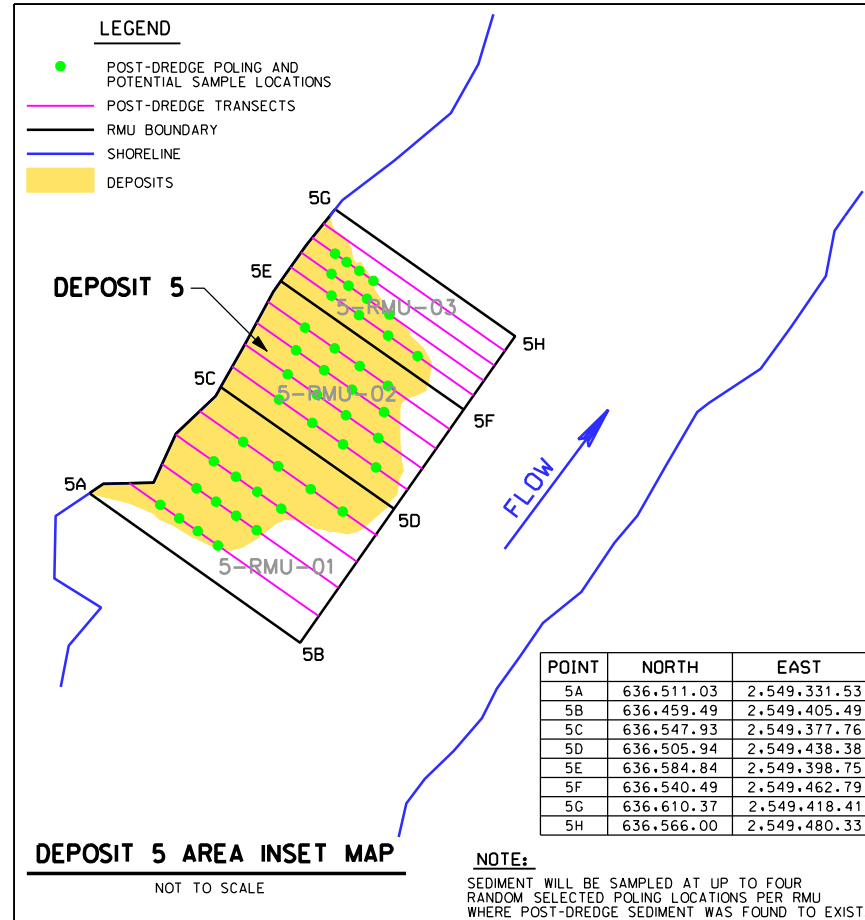 LEGEND
POST-DREDGE POLING AND
POTENTIAL SAMPLE LOCATIONS
POST-DREDGE TRANSECTS
RMU BOUNDARY
SHORELINE
DEPOSITS
5G
5E
DEPOSIT 5
5-RMU-03
5H
5C
5-RMU-02
5F
5A
FLOW
5D
5-RMU-01
5B
POINT NORTH EAST
5A 636,511.03 2,549,331.53
5B 636,459.49 2,549,405.49
5C 636,547.93 2,549,377.76
5D 636,505.94 2,549,438.38
5E 636,584.84 2,549,398.75
5F 636,540.49 2,549,462.79
5G 636,610.37 2,549,418.41
5H 636,566.00 2,549,480.33
DEPOSIT 5 AREA INSET MAP
NOT TO SCALE
NOTE:
SEDIMENT WILL BE SAMPLED AT UP TO FOUR
RANDOM SELECTED POLING LOCATIONS PER RMU
WHERE POST-DREDGE SEDIMENT WAS FOUND TO EXIST